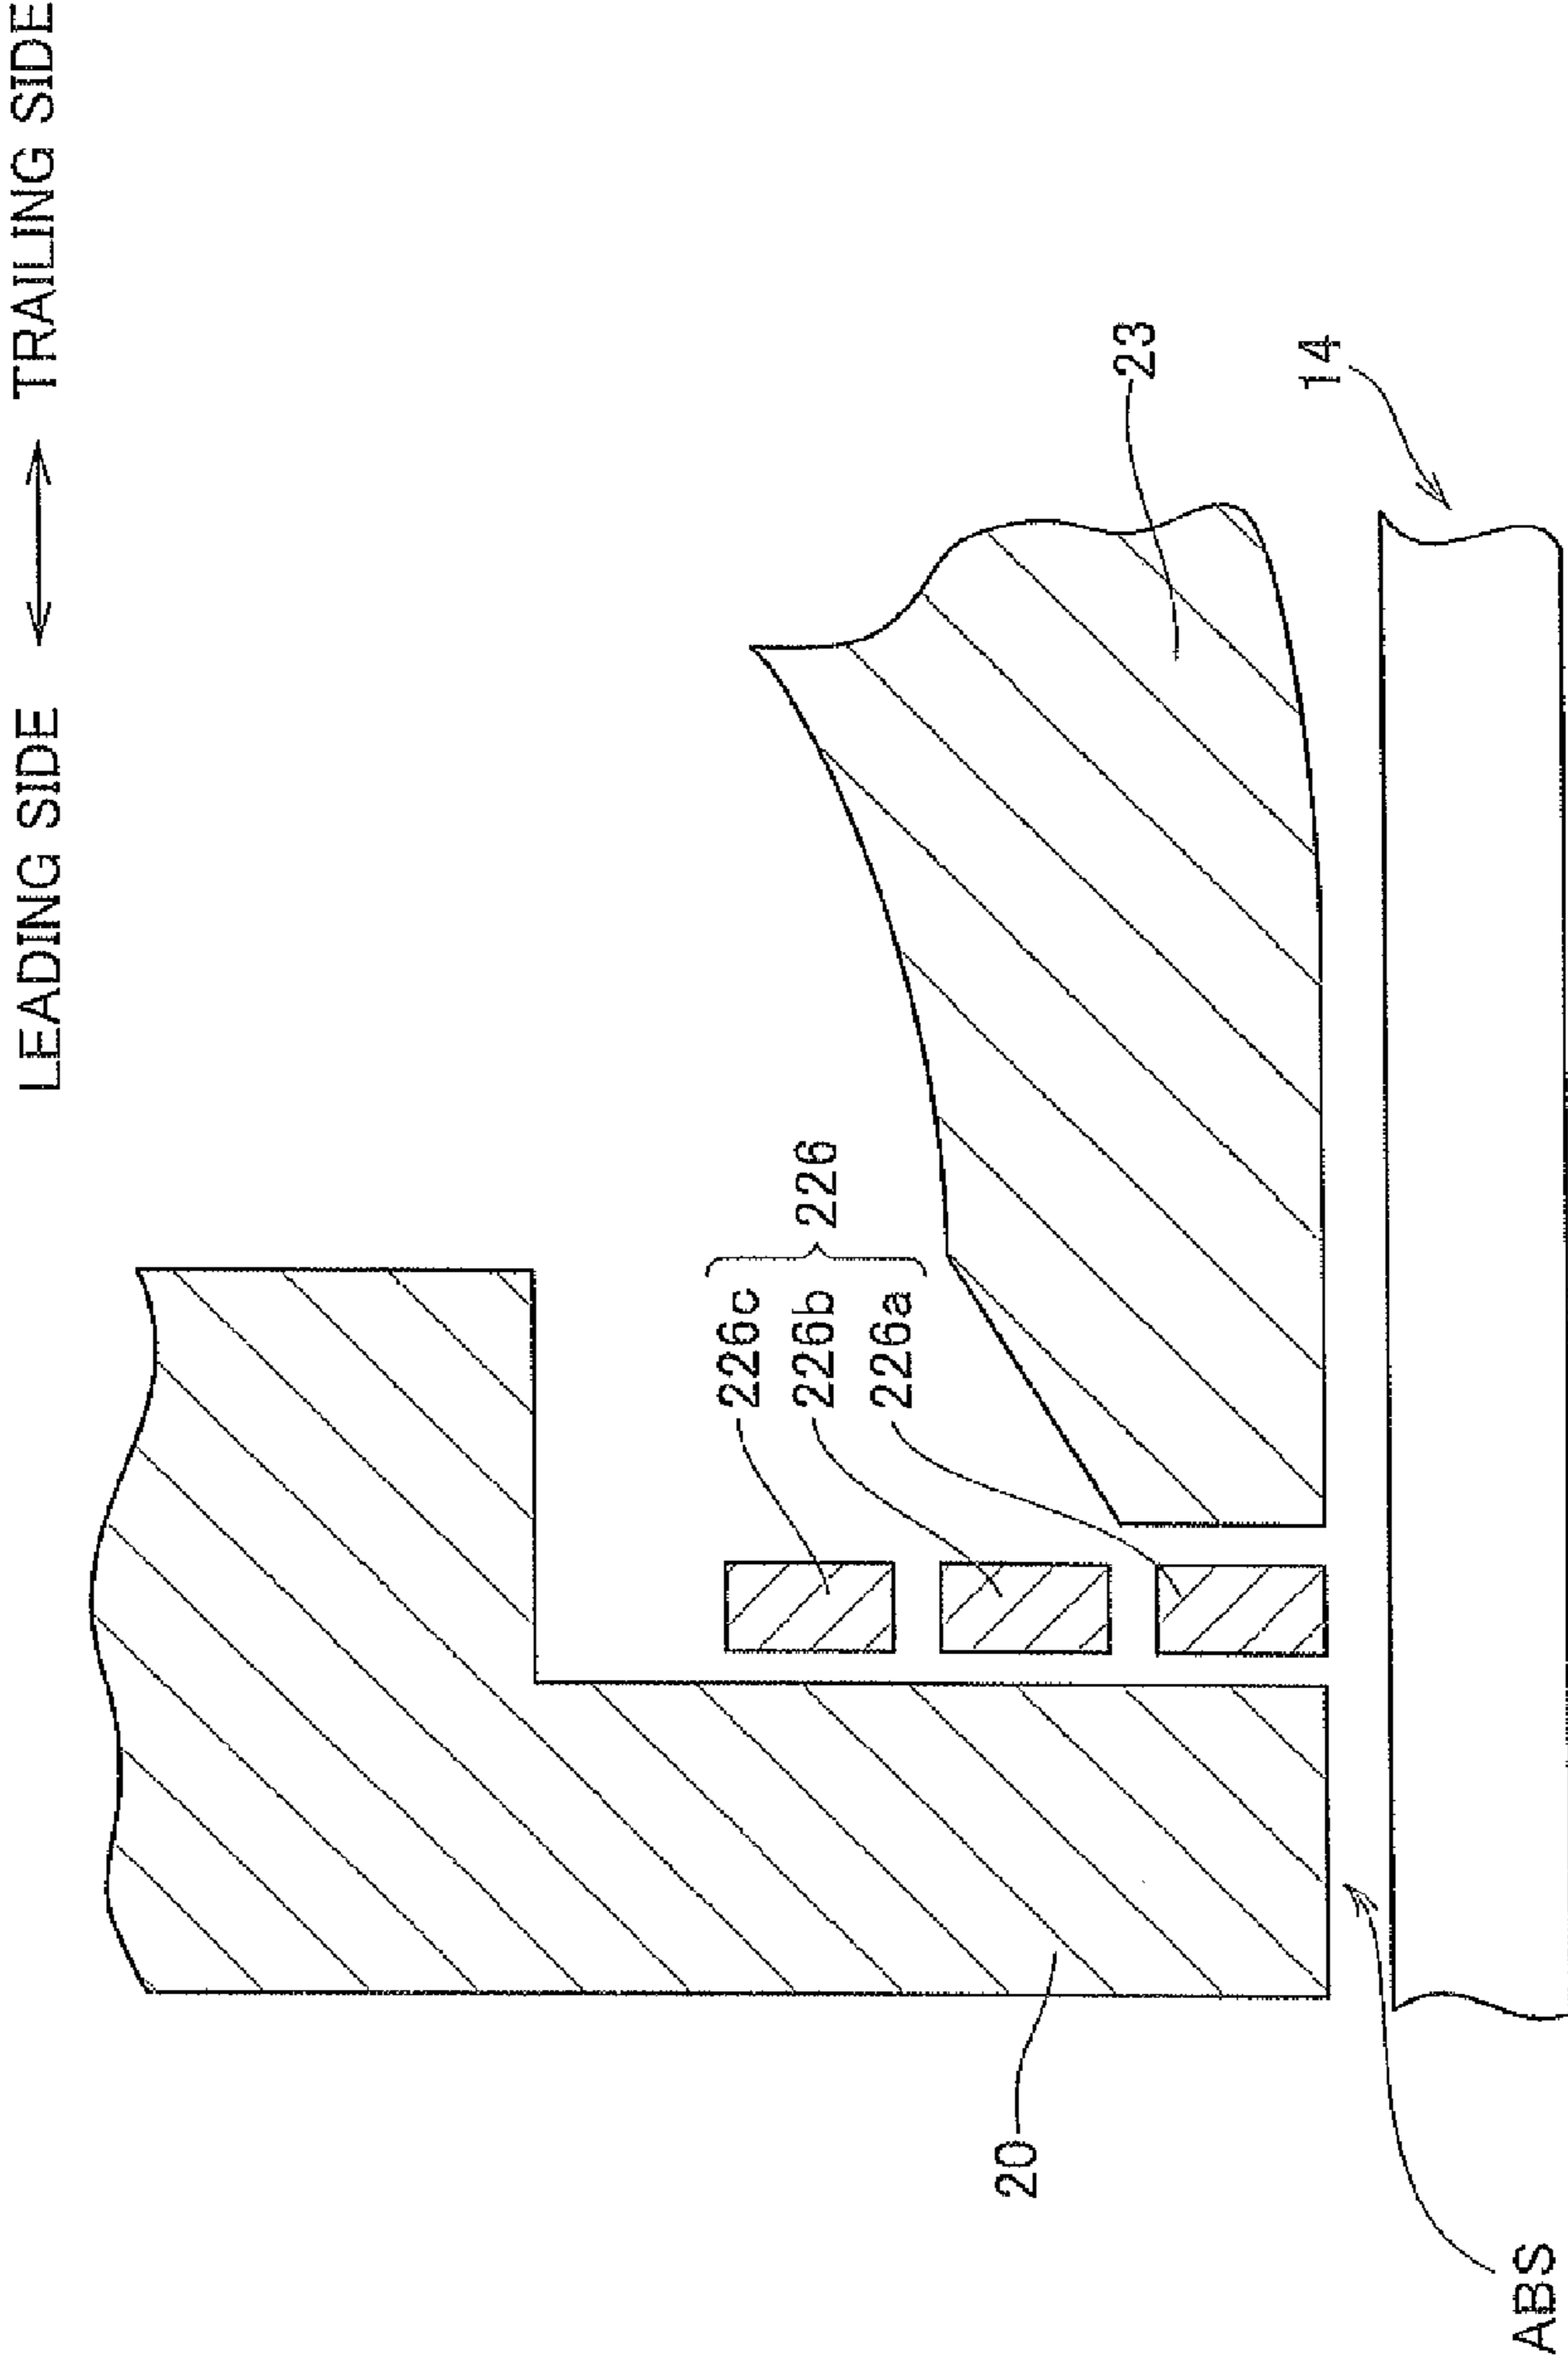 LEADING SIDE ⟷ TRAILING SIDE
226
226c
226b
226a
23
14
20
ABS